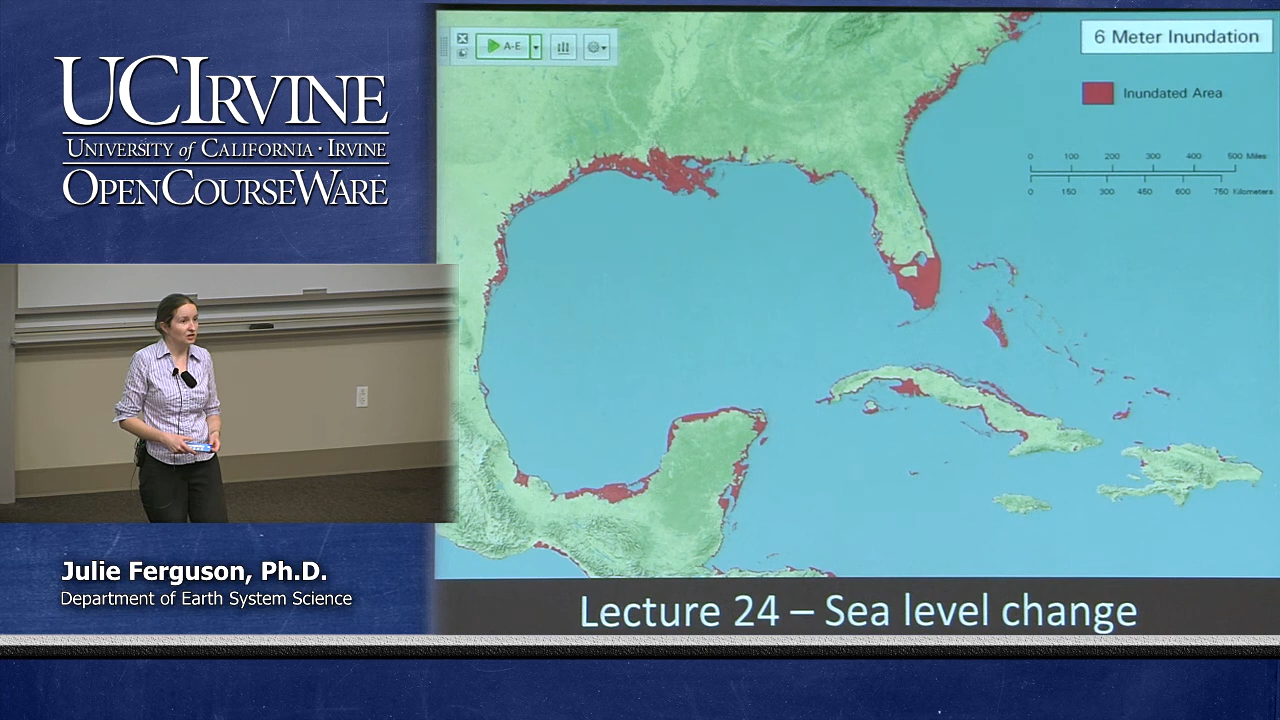 UCIRVINE
UNIVERSITY of CALIFORNIA · IRVINE
OPENCOURSEWARE
Julie Ferguson, Ph.D.
Department of Earth System Science
A-E
6 Meter Inundation
Inundated Area
0 100 200 300 400 500 Miles
0 150 300 450 600 750 Kilometers
Lecture 24 – Sea level change